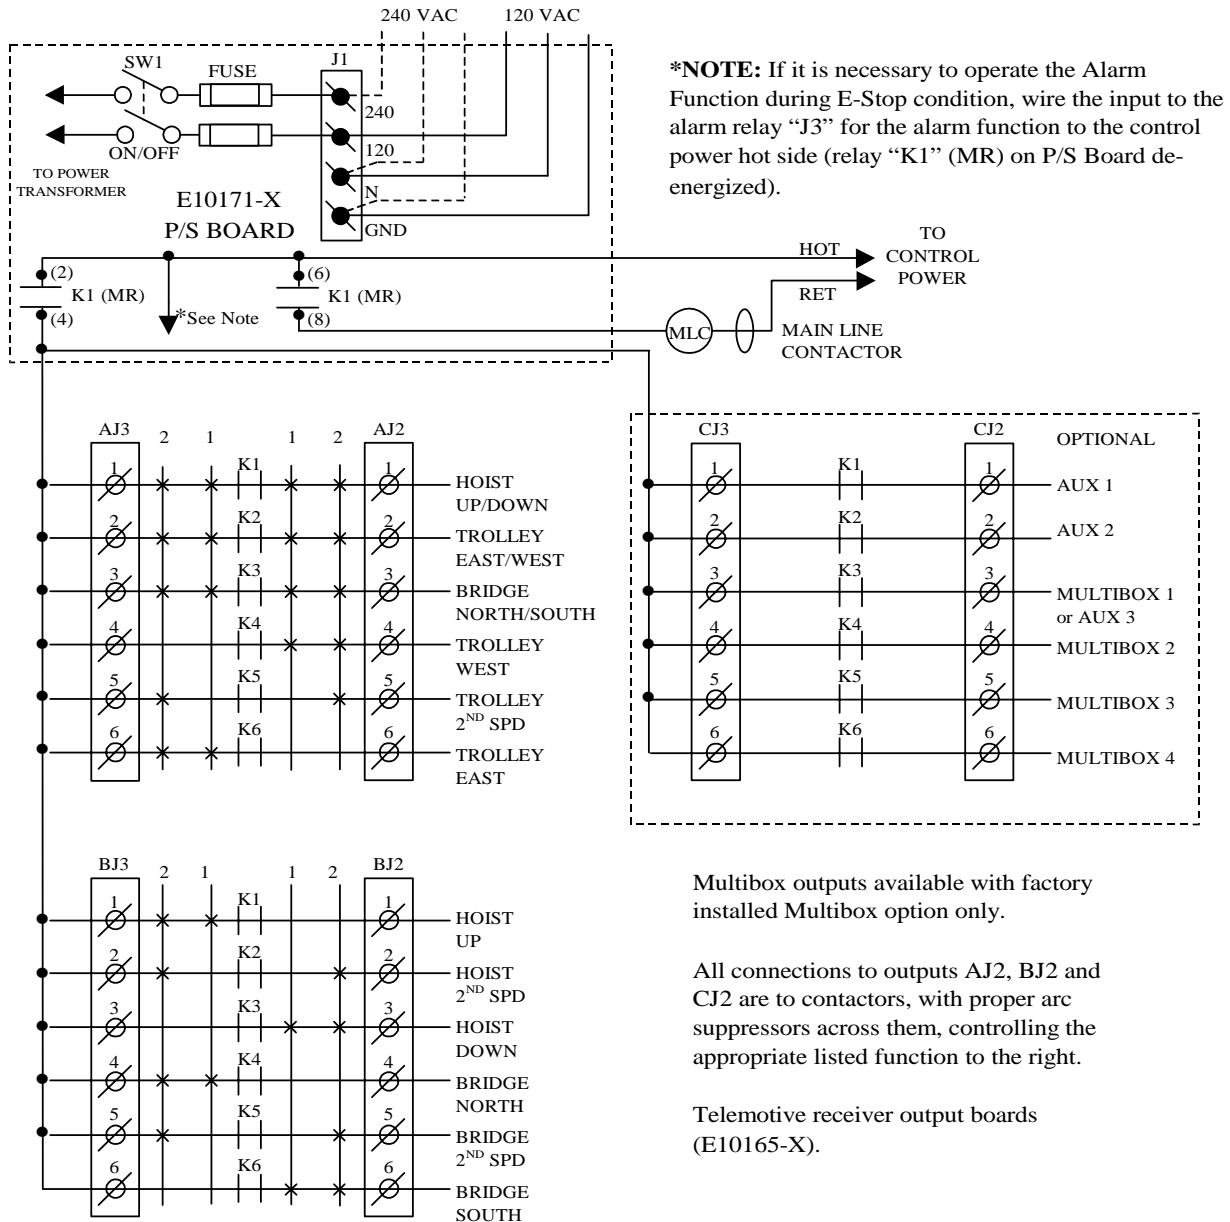 240 VAC 120 VAC
SW1 FUSE J1
240
120
N
GND
ON/OFF
TO POWER
TRANSFORMER
E10171-X
P/S BOARD
*NOTE: If it is necessary to operate the Alarm
Function during E-Stop condition, wire the input to the
alarm relay “J3” for the alarm function to the control
power hot side (relay “K1” (MR) on P/S Board de-
energized).
(2)
K1 (MR)
(4)
*See Note
(6)
K1 (MR)
(8)
HOT
RET
TO
CONTROL
POWER
MLC
MAIN LINE
CONTACTOR
AJ3 2 1 1 2 AJ2
1 K1 1 HOIST
UP/DOWN
2 K2 2 TROLLEY
EAST/WEST
3 K3 3 BRIDGE
NORTH/SOUTH
4 K4 4 TROLLEY
WEST
5 K5 5 TROLLEY
2ND SPD
6 K6 6 TROLLEY
EAST
CJ3 CJ2 OPTIONAL
1 K1 1 AUX 1
2 K2 2 AUX 2
3 K3 3 MULTIBOX 1
or AUX 3
4 K4 4 MULTIBOX 2
5 K5 5 MULTIBOX 3
6 K6 6 MULTIBOX 4
BJ3 2 1 1 2 BJ2
1 K1 1 HOIST
UP
2 K2 2 HOIST
2ND SPD
3 K3 3 HOIST
DOWN
4 K4 4 BRIDGE
NORTH
5 K5 5 BRIDGE
2ND SPD
6 K6 6 BRIDGE
SOUTH
Multibox outputs available with factory
installed Multibox option only.
All connections to outputs AJ2, BJ2 and
CJ2 are to contactors, with proper arc
suppressors across them, controlling the
appropriate listed function to the right.
Telemotive receiver output boards
(E10165-X).